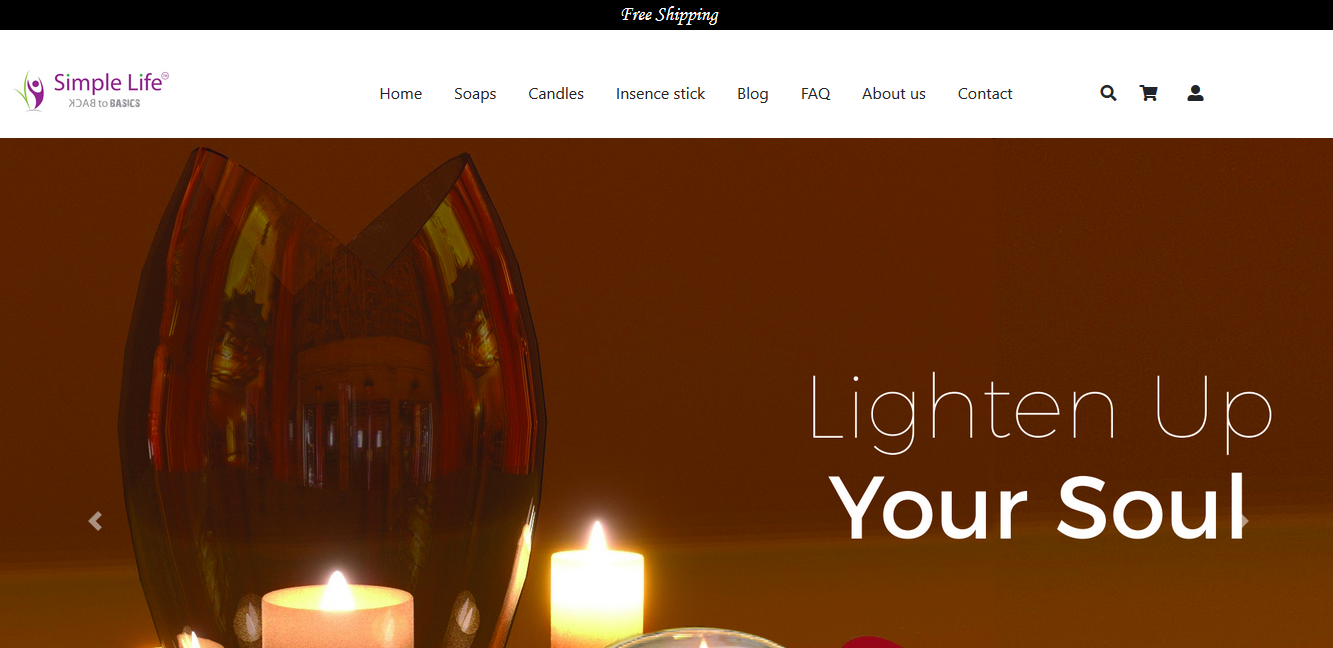 Free Shipping
Simple Life™
BACK to BASICS
Home Soaps Candles Insence stick Blog FAQ About us Contact
Lighten Up
Your Soul